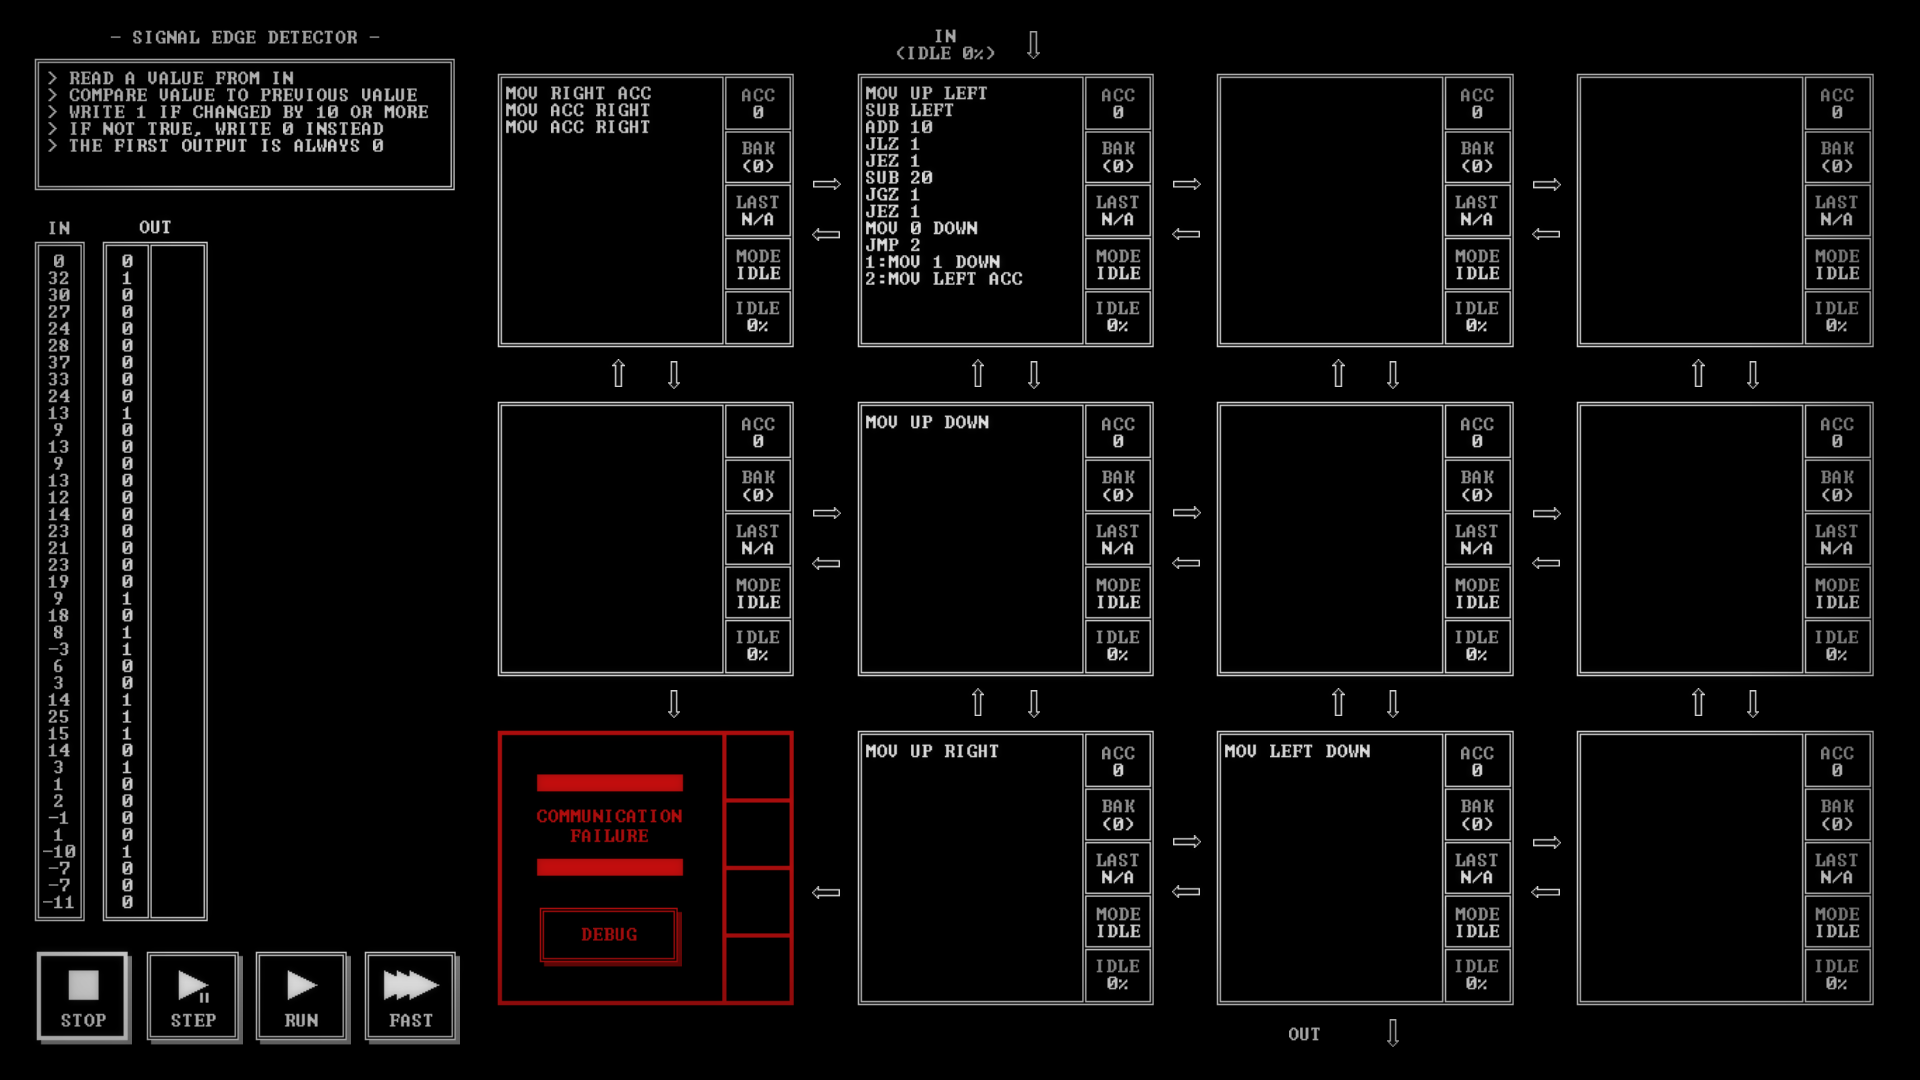 - SIGNAL EDGE DETECTOR -
> READ A VALUE FROM IN
> COMPARE VALUE TO PREVIOUS VALUE
> WRITE 1 IF CHANGED BY 10 OR MORE
> IF NOT TRUE, WRITE 0 INSTEAD
> THE FIRST OUTPUT IS ALWAYS 0
IN OUT
0 0
32 1
30 0
27 0
24 0
28 0
37 0
33 0
24 0
13 1
9 0
13 0
9 0
13 0
12 0
14 0
23 0
21 0
23 0
19 0
9 1
18 0
8 1
-3 1
6 0
3 0
14 1
25 1
15 1
14 0
3 1
1 0
2 0
-1 0
1 0
-10 1
-7 0
-7 0
-11 0
STOP
STEP
RUN
FAST
IN
(IDLE 0%)
MOV RIGHT ACC
MOV ACC RIGHT
MOV ACC RIGHT
ACC
0
BAK
(0)
LAST
N/A
MODE
IDLE
IDLE
0%
MOV UP LEFT
SUB LEFT
ADD 10
JLZ 1
JEZ 1
SUB 20
JGZ 1
JEZ 1
MOV 0 DOWN
JMP 2
1:MOV 1 DOWN
2:MOV LEFT ACC
ACC
0
BAK
(0)
LAST
N/A
MODE
IDLE
IDLE
0%
ACC
0
BAK
(0)
LAST
N/A
MODE
IDLE
IDLE
0%
ACC
0
BAK
(0)
LAST
N/A
MODE
IDLE
IDLE
0%
ACC
0
BAK
(0)
LAST
N/A
MODE
IDLE
IDLE
0%
MOV UP DOWN
ACC
0
BAK
(0)
LAST
N/A
MODE
IDLE
IDLE
0%
ACC
0
BAK
(0)
LAST
N/A
MODE
IDLE
IDLE
0%
ACC
0
BAK
(0)
LAST
N/A
MODE
IDLE
IDLE
0%
COMMUNICATION
FAILURE
DEBUG
MOV UP RIGHT
ACC
0
BAK
(0)
LAST
N/A
MODE
IDLE
IDLE
0%
MOV LEFT DOWN
ACC
0
BAK
(0)
LAST
N/A
MODE
IDLE
IDLE
0%
ACC
0
BAK
(0)
LAST
N/A
MODE
IDLE
IDLE
0%
OUT